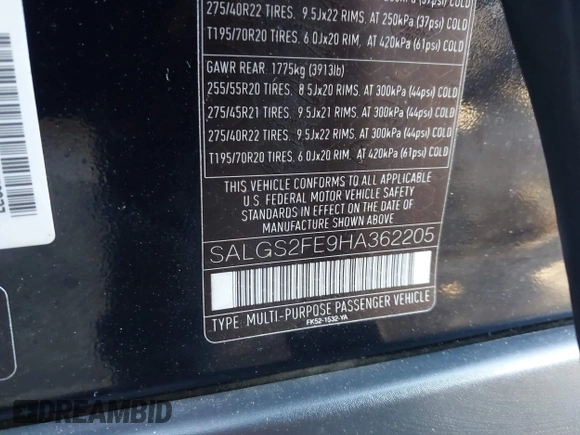 275/40R22 TIRES. 9.5Jx22 RIMS. AT 250kPa (37psi) COLD
T195/70R20 TIRES. 6.0Jx20 RIM. AT 420kPa (61psi) COLD
GAWR REAR. 1775kg (3913lb)
255/55R20 TIRES. 8.5Jx20 RIMS. AT 300kPa (44psi) COLD
275/45R21 TIRES. 9.5Jx21 RIMS. AT 300kPa (44psi) COLD
275/40R22 TIRES. 9.5Jx22 RIMS. AT 300kPa (44psi) COLD
T195/70R20 TIRES. 6.0Jx20 RIM. AT 420kPa (61psi) COLD
THIS VEHICLE CONFORMS TO ALL APPLICABLE
U.S. FEDERAL MOTOR VEHICLE SAFETY
STANDARDS IN EFFECT ON THE DATE OF
MANUFACTURE SHOWN ABOVE
SALGS2FE9HA362205
TYPE: MULTI-PURPOSE PASSENGER VEHICLE
FK52-1532-YA
DREAMBID